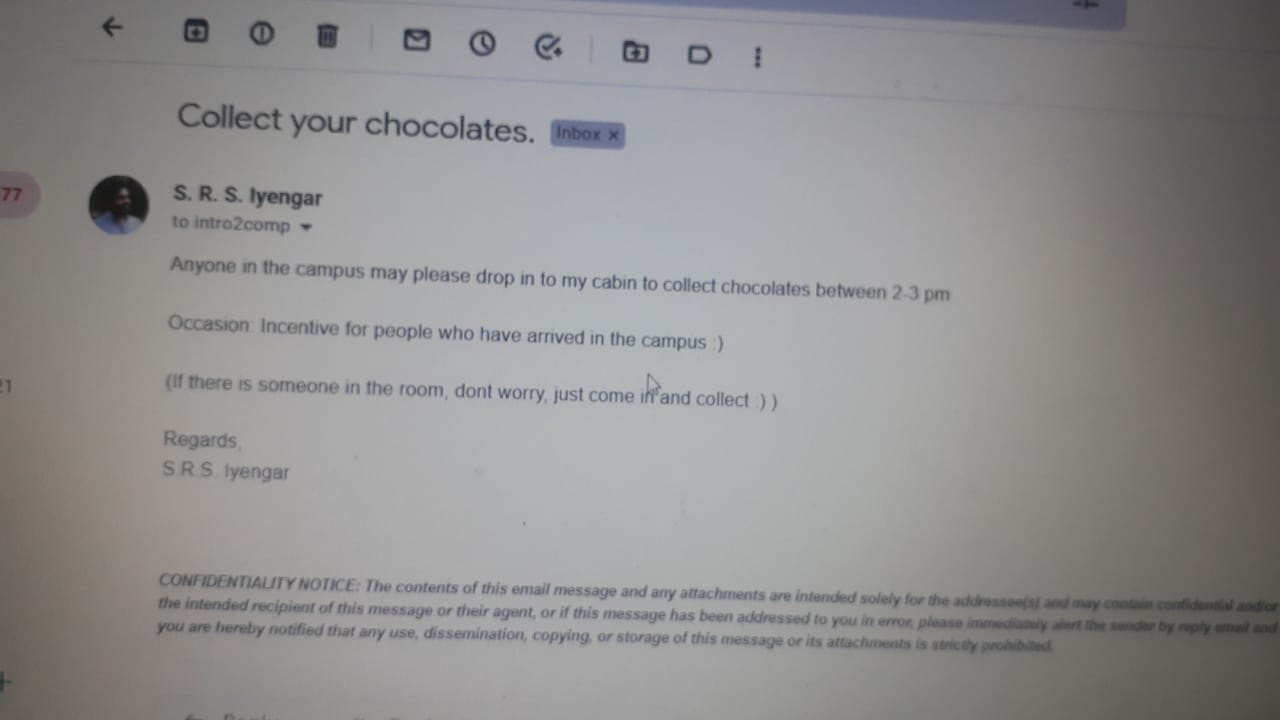 Collect your chocolates. Inbox ×
77
S. R. S. Iyengar
to intro2comp
Anyone in the campus may please drop in to my cabin to collect chocolates between 2-3 pm
Occasion: Incentive for people who have arrived in the campus :)
21
(If there is someone in the room, dont worry, just come in and collect :) )
Regards,
S.R.S. Iyengar
CONFIDENTIALITY NOTICE: The contents of this email message and any attachments are intended solely for the addressee(s) and may contain confidential and/or
the intended recipient of this message or their agent, or if this message has been addressed to you in error, please immediately alert the sender by reply email and
you are hereby notified that any use, dissemination, copying, or storage of this message or its attachments is strictly prohibited.